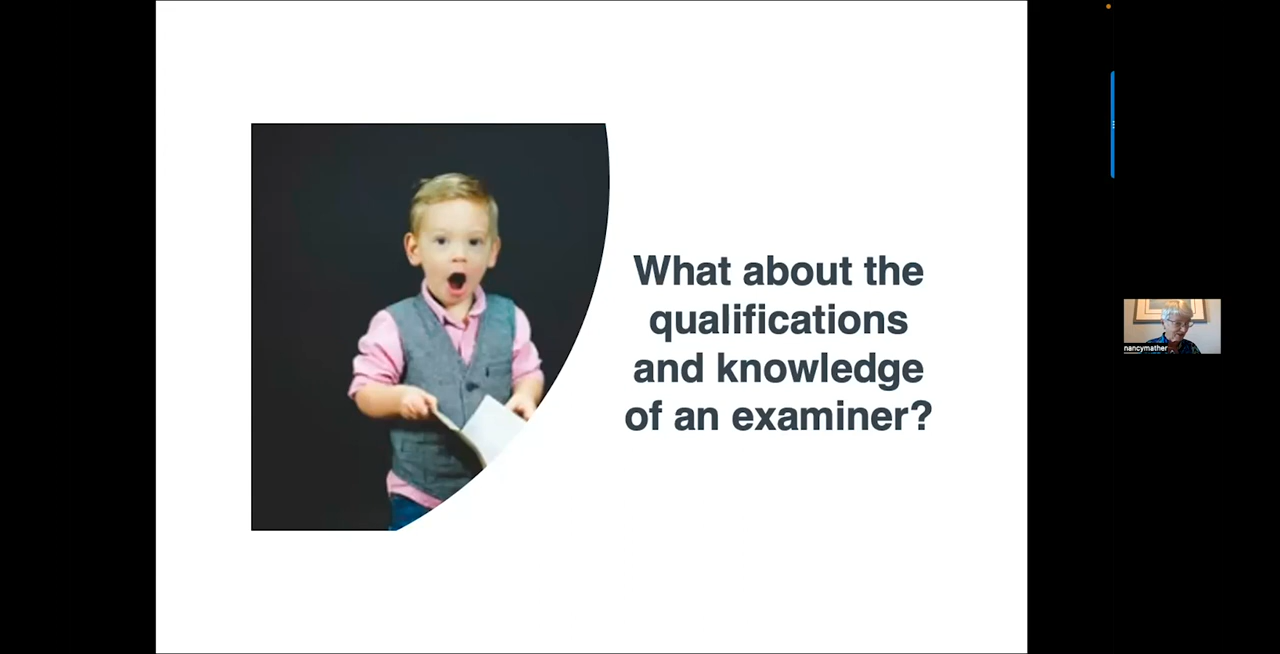 What about the
qualifications
and knowledge
of an examiner?
nancymather